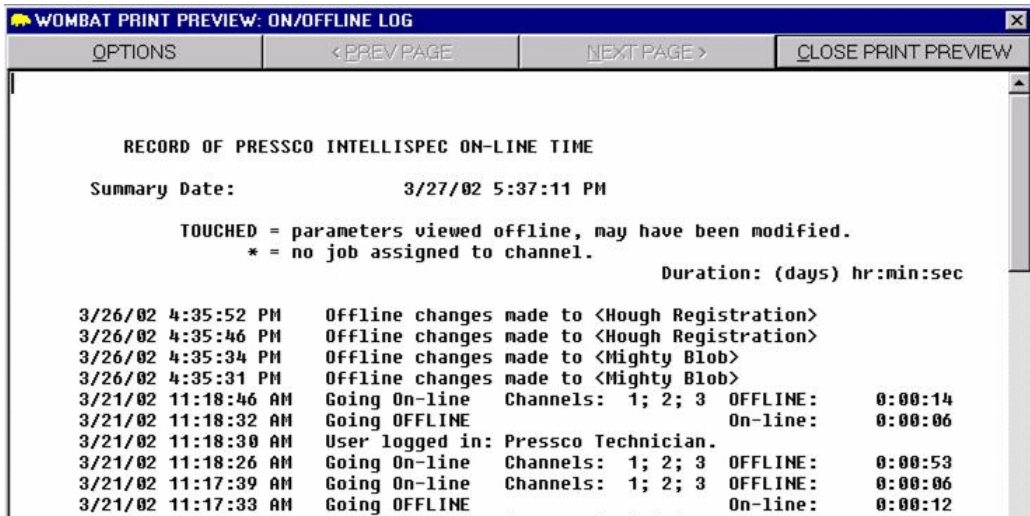 WOMBAT PRINT PREVIEW: ON/OFFLINE LOG
OPTIONS < PREV PAGE NEXT PAGE > CLOSE PRINT PREVIEW
RECORD OF PRESSCO INTELLISPEC ON-LINE TIME
Summary Date: 3/27/02 5:37:11 PM
TOUCHED = parameters viewed offline, may have been modified.
* = no job assigned to channel.
Duration: (days) hr:min:sec
3/26/02 4:35:52 PM Offline changes made to <Hough Registration>
3/26/02 4:35:46 PM Offline changes made to <Hough Registration>
3/26/02 4:35:34 PM Offline changes made to <Mighty Blob>
3/26/02 4:35:31 PM Offline changes made to <Mighty Blob>
3/21/02 11:18:46 AM Going On-line Channels: 1; 2; 3 OFFLINE: 0:00:14
3/21/02 11:18:32 AM Going OFFLINE On-line: 0:00:06
3/21/02 11:18:30 AM User logged in: Pressco Technician.
3/21/02 11:18:26 AM Going On-line Channels: 1; 2; 3 OFFLINE: 0:00:53
3/21/02 11:17:39 AM Going On-line Channels: 1; 2; 3 OFFLINE: 0:00:06
3/21/02 11:17:33 AM Going OFFLINE On-line: 0:00:12